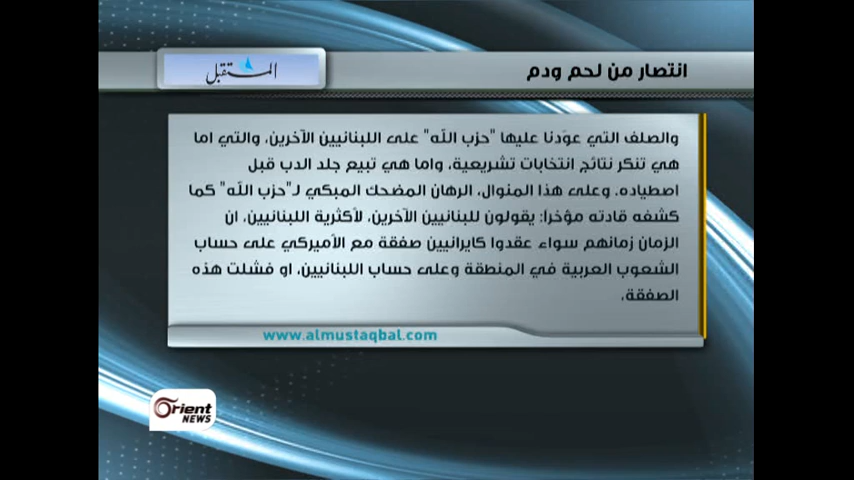 انتصار من لحم ودم
المستقبل
والصلف التي عوّدنا عليها "حزب الله" على اللبنانيين الآخرين، والتي اما
هي تنكر نتائج انتخابات تشريعية، واما هي تبيع جلد الدب قبل
اصطياده. وعلى هذا المنوال، الرهان المضحك المبكي لـ"حزب الله" كما
كشفه قادته مؤخرا: يقولون للبنانيين الآخرين، لأكثرية اللبنانيين، ان
الزمان زمانهم سواء عقدوا كايرانيين صفقة مع الأميركي على حساب
الشعوب العربية في المنطقة وعلى حساب اللبنانيين، او فشلت هذه
الصفقة.
www.almustaqbal.com
Orient
NEWS